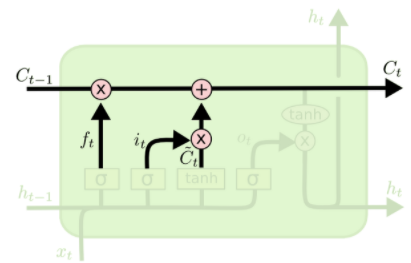 h_t
C_{t-1} x + C_t
tanh
f_t i_t x C̃_t o_t x
σ σ tanh σ
h_{t-1} h_t
x_t